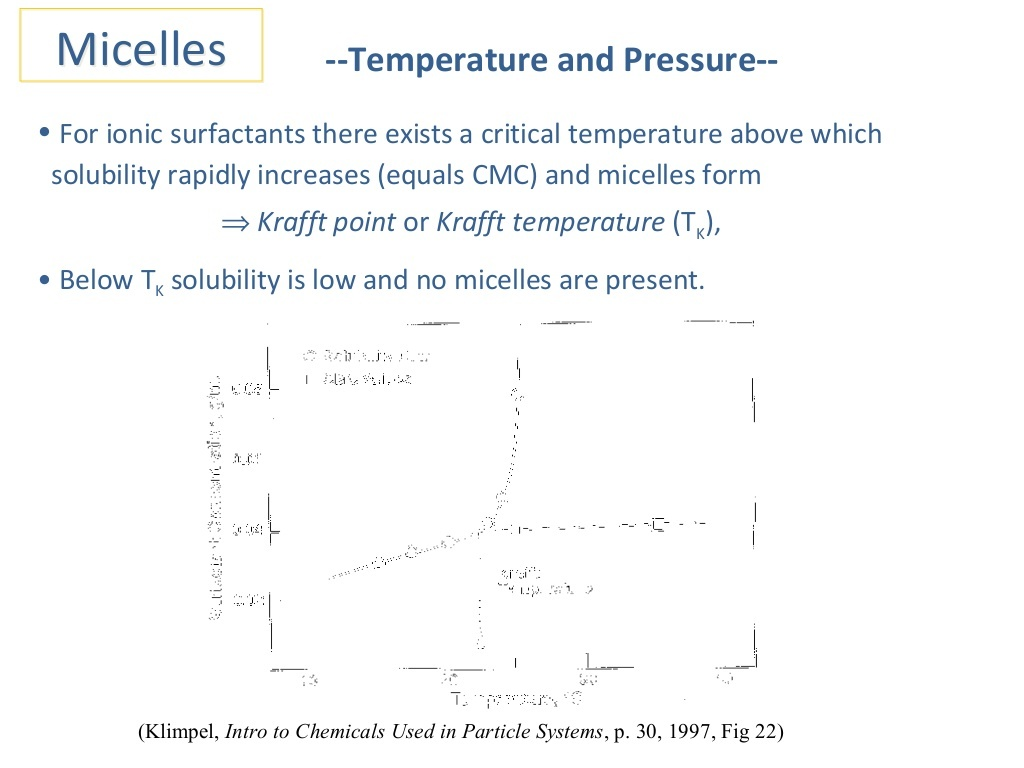 Micelles
--Temperature and Pressure--
• For ionic surfactants there exists a critical temperature above which
solubility rapidly increases (equals CMC) and micelles form
⇒ Krafft point or Krafft temperature (TK),
• Below TK solubility is low and no micelles are present.
(Klimpel, Intro to Chemicals Used in Particle Systems, p. 30, 1997, Fig 22)